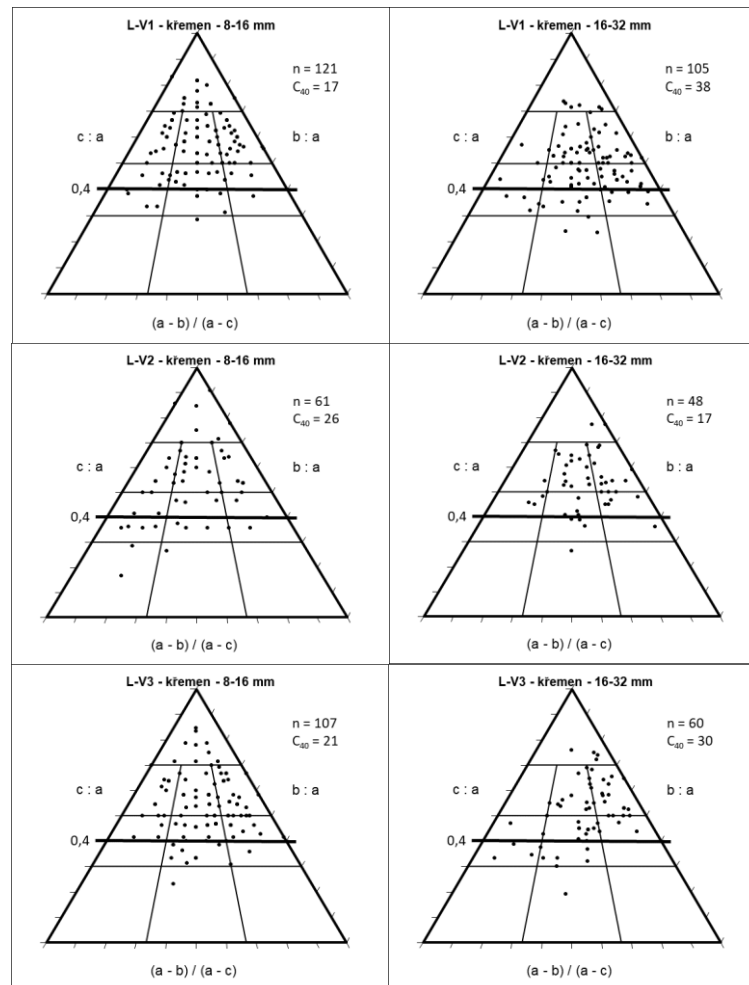 L-V1 - křemen - 8-16 mm
n = 121
C₄₀ = 17
c : a
b : a
0,4
(a - b) / (a - c)
L-V1 - křemen - 16-32 mm
n = 105
C₄₀ = 38
c : a
b : a
0,4
(a - b) / (a - c)
L-V2 - křemen - 8-16 mm
n = 61
C₄₀ = 26
c : a
b : a
0,4
(a - b) / (a - c)
L-V2 - křemen - 16-32 mm
n = 48
C₄₀ = 17
c : a
b : a
0,4
(a - b) / (a - c)
L-V3 - křemen - 8-16 mm
n = 107
C₄₀ = 21
c : a
b : a
0,4
(a - b) / (a - c)
L-V3 - křemen - 16-32 mm
n = 60
C₄₀ = 30
c : a
b : a
0,4
(a - b) / (a - c)